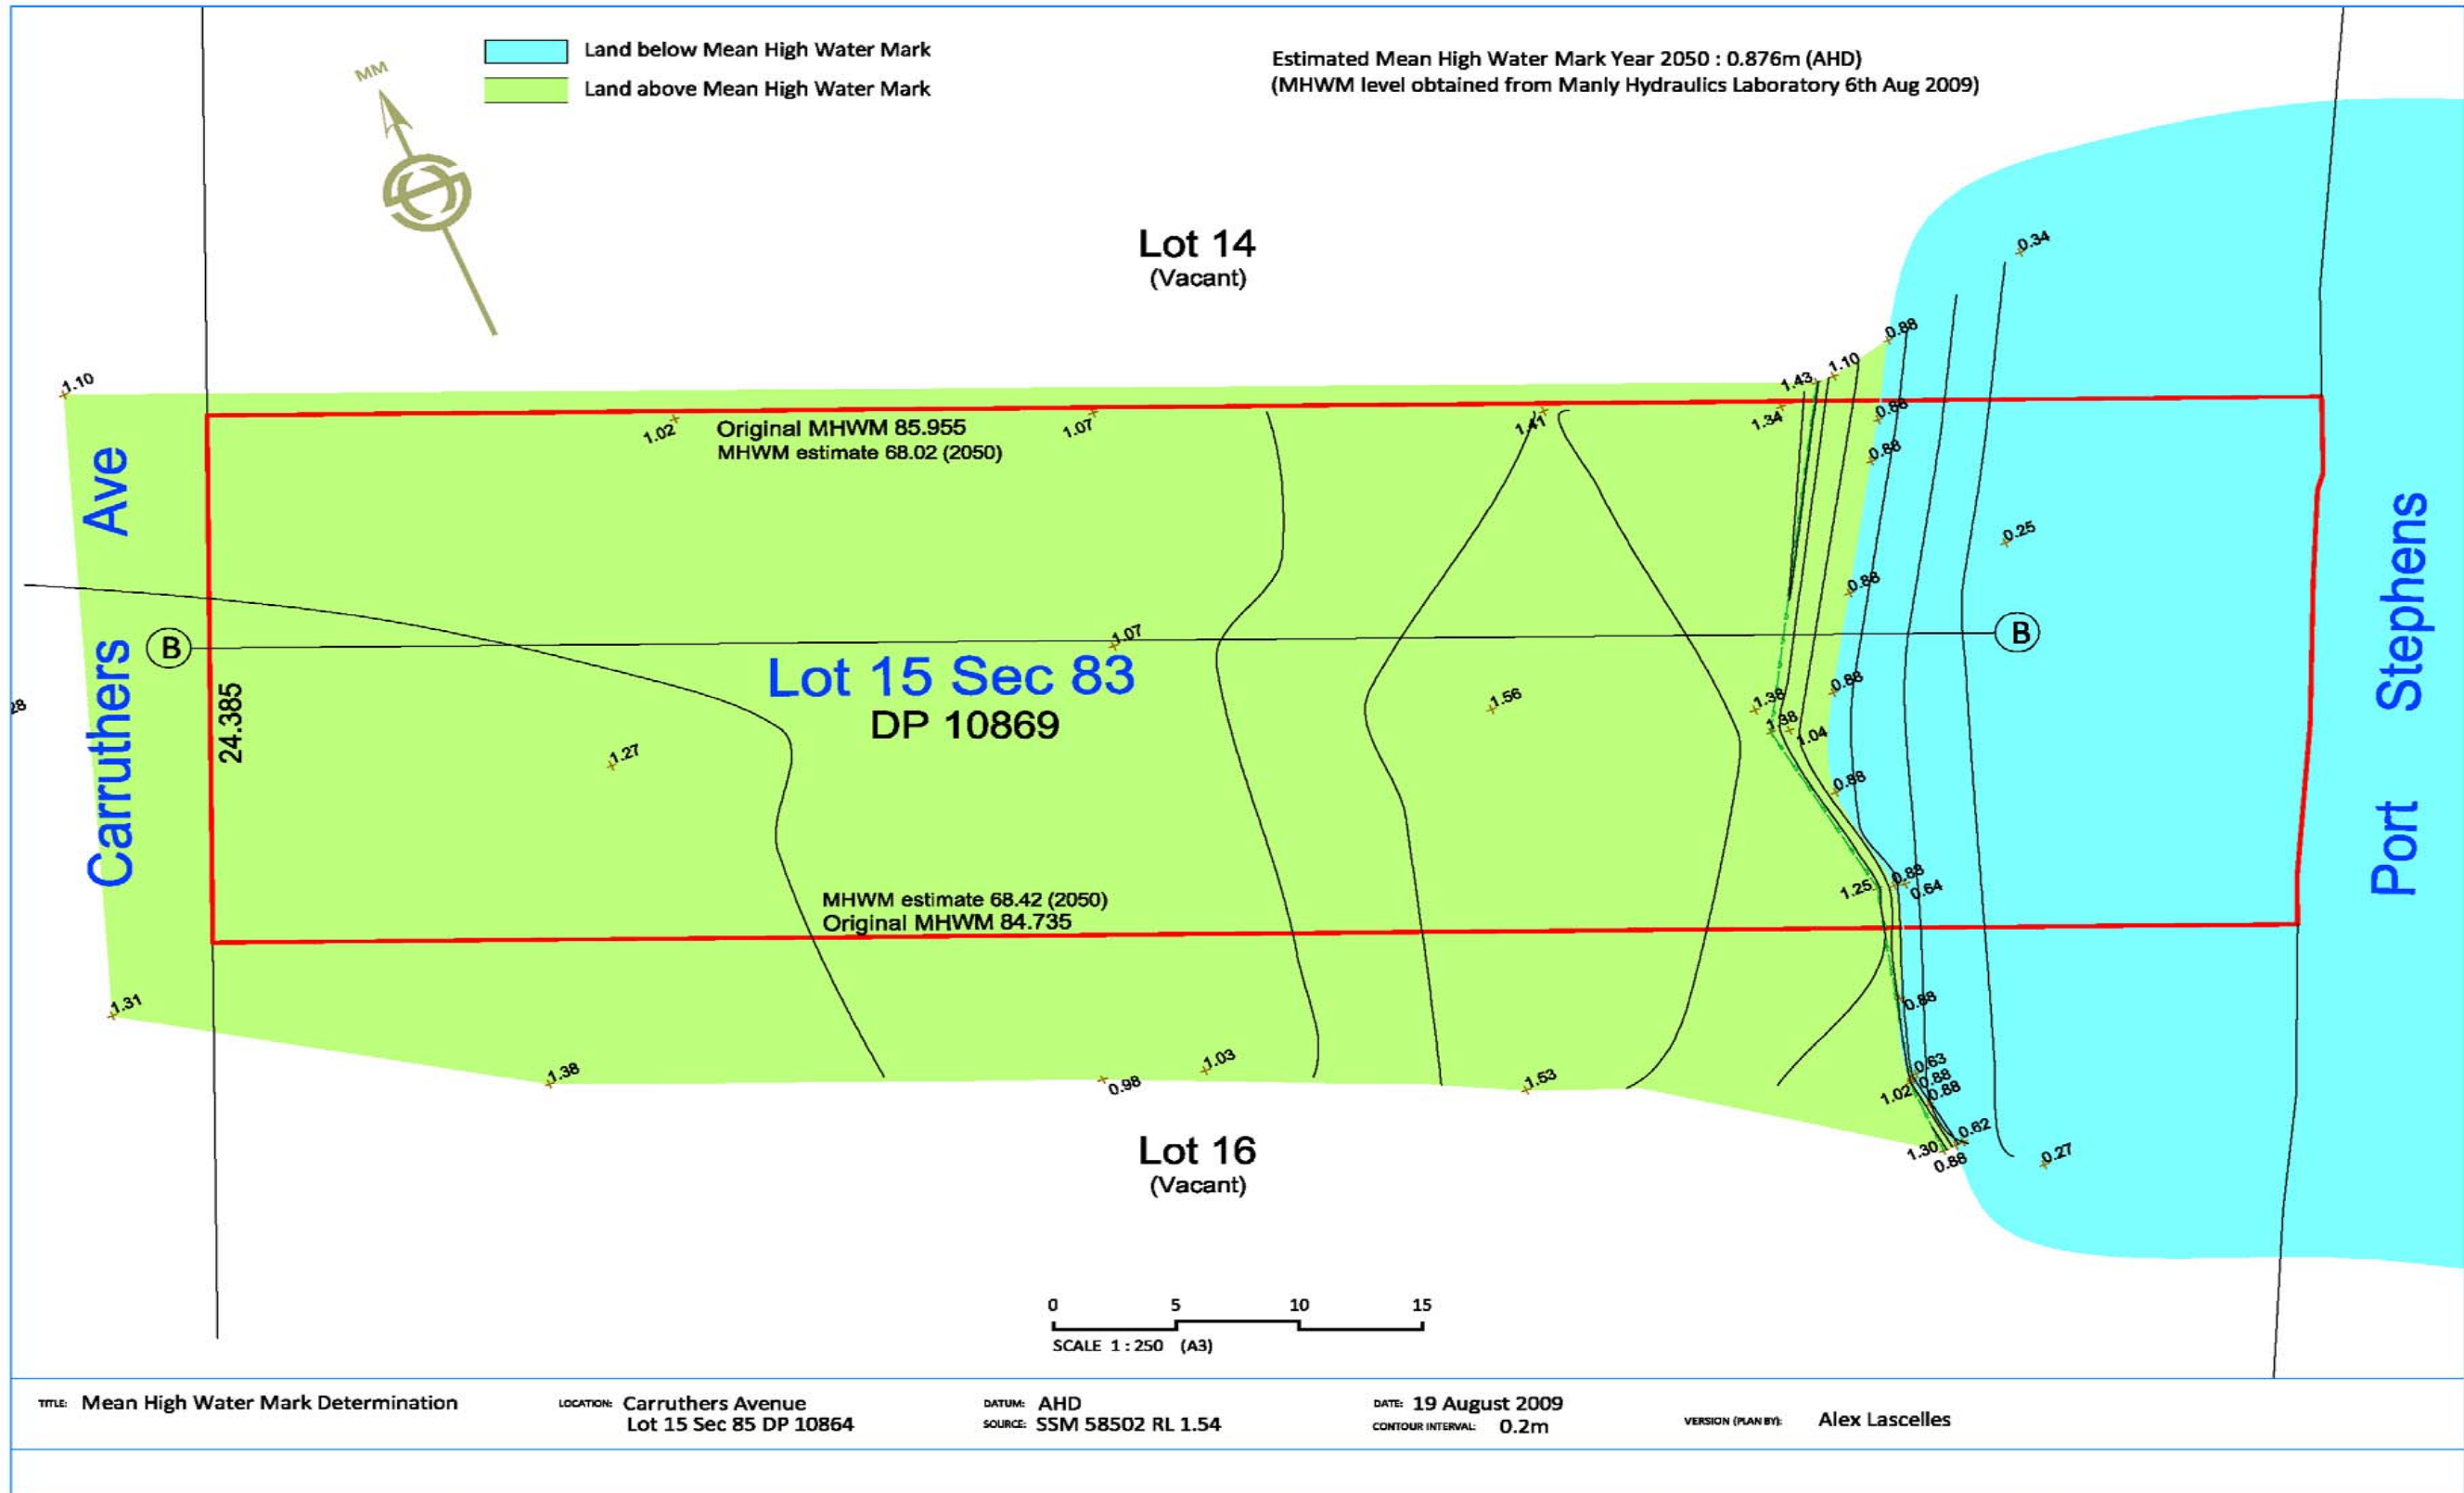 MM
Land below Mean High Water Mark
Land above Mean High Water Mark
Estimated Mean High Water Mark Year 2050 : 0.876m (AHD)
(MHWM level obtained from Manly Hydraulics Laboratory 6th Aug 2009)
Lot 14
(Vacant)
0.34
0.88
1.10
1.43
1.10
1.02
Original MHWM 85.955
MHWM estimate 68.02 (2050)
1.07
1.41
1.34
0.88
0.88
0.25
0.88
Carruthers Ave
Port Stephens
B
B
1.07
28
24.385
Lot 15 Sec 83
DP 10869
1.56
1.38
0.88
1.38
1.04
1.27
0.88
1.25
0.88
0.64
MHWM estimate 68.42 (2050)
Original MHWM 84.735
1.31
0.88
1.38
0.98
1.03
1.53
0.63
0.88
0.88
1.02
0.62
1.30
0.88
0.27
Lot 16
(Vacant)
0 5 10 15
SCALE 1 : 250 (A3)
TITLE: Mean High Water Mark Determination
LOCATION: Carruthers Avenue
Lot 15 Sec 85 DP 10864
DATUM: AHD
SOURCE: SSM 58502 RL 1.54
DATE: 19 August 2009
CONTOUR INTERVAL: 0.2m
VERSION (PLAN BY): Alex Lascelles